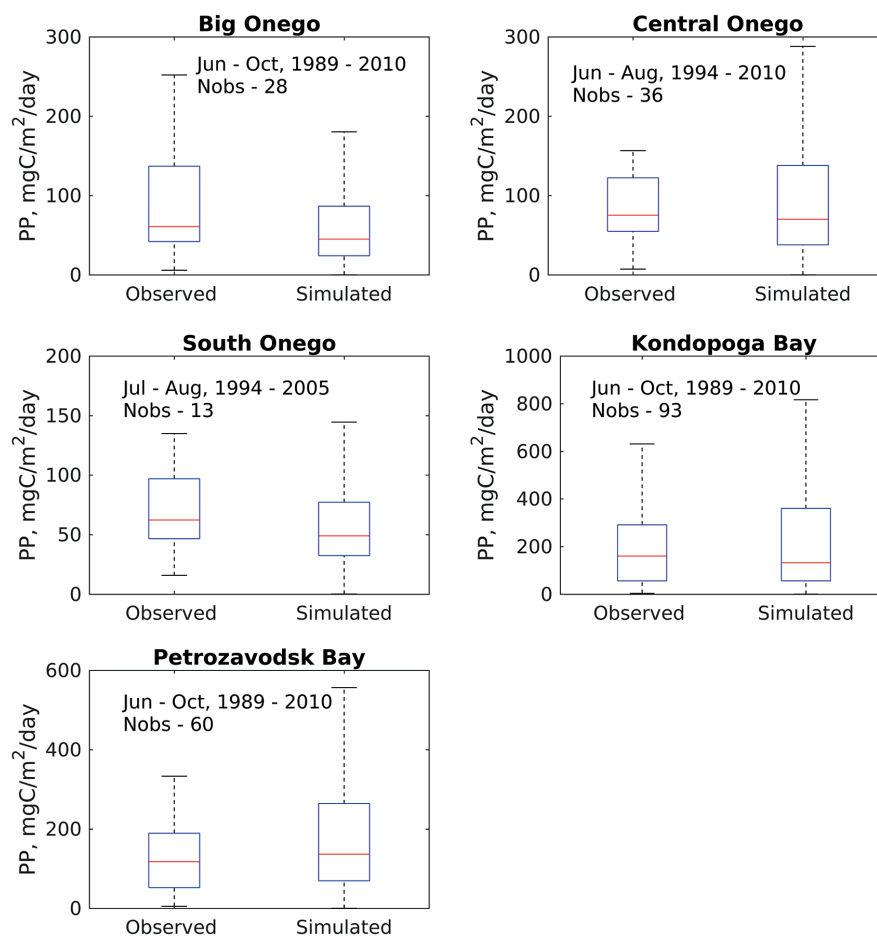 Big Onego
PP, mgC/m²/day
300
200
100
0
Jun - Oct, 1989 - 2010
Nobs - 28
Observed
Simulated
Central Onego
PP, mgC/m²/day
300
200
100
0
Jun - Aug, 1994 - 2010
Nobs - 36
Observed
Simulated
South Onego
PP, mgC/m²/day
200
150
100
50
0
Jul - Aug, 1994 - 2005
Nobs - 13
Observed
Simulated
Kondopoga Bay
PP, mgC/m²/day
1000
800
600
400
200
0
Jun - Oct, 1989 - 2010
Nobs - 93
Observed
Simulated
Petrozavodsk Bay
PP, mgC/m²/day
600
400
200
0
Jun - Oct, 1989 - 2010
Nobs - 60
Observed
Simulated